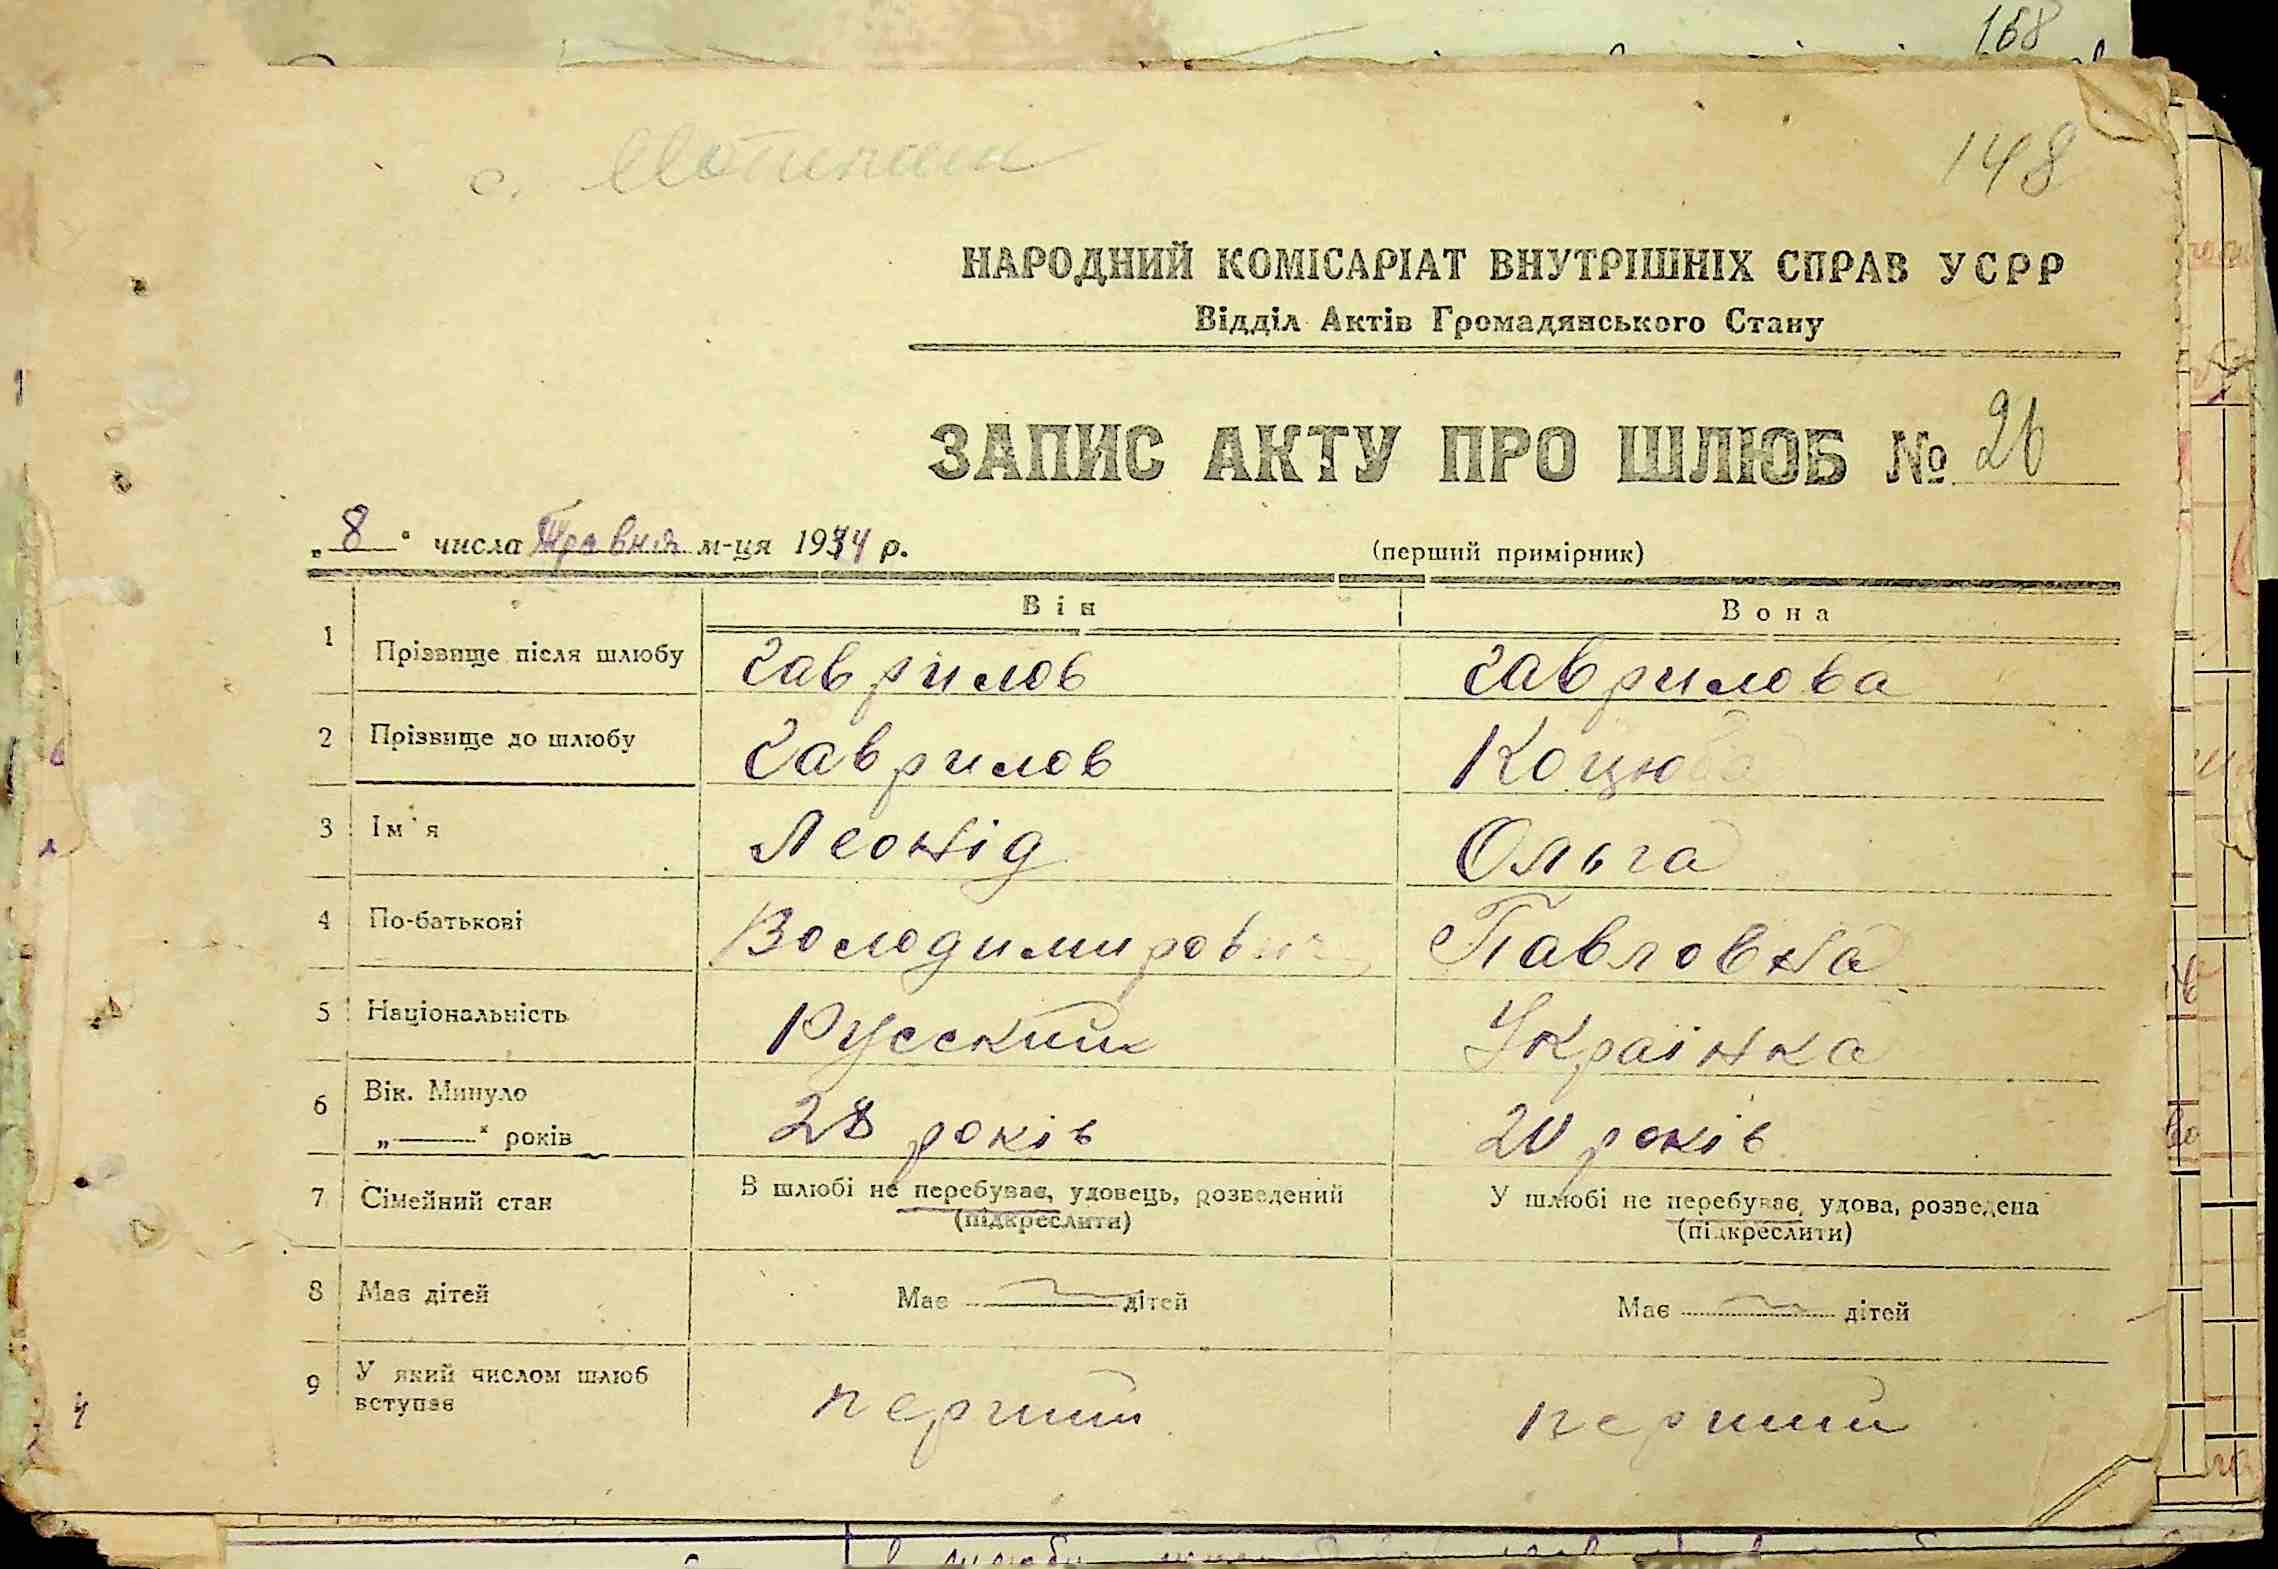 168
148
с.
НАРОДНИЙ КОМІСАРІАТ ВНУТРІШНІХ СПРАВ УСРР
Відділ Актів Громадянського Стану
ЗАПИС АКТУ ПРО ШЛЮБ № 26
„8“ числа Травня м-ця 1944 р. (перший примірник)
Він Вона
1 Прізвище після шлюбу Гаврилов Гаврилова
2 Прізвище до шлюбу Гаврилов Коцюба
3 Ім'я Леонід Ольга
4 По-батькові Володимирович Павловна
5 Національність Русский Українка
6 Вік. Минуло 28 років 20 років
„——“ років
7 Сімейний стан В шлюбі не перебуває, удовець, розведений У шлюбі не перебуває, удова, розведена
(підкреслити) (підкреслити)
8 Має дітей Має дітей Має дітей
9 У який числом шлюб перший перший
вступає